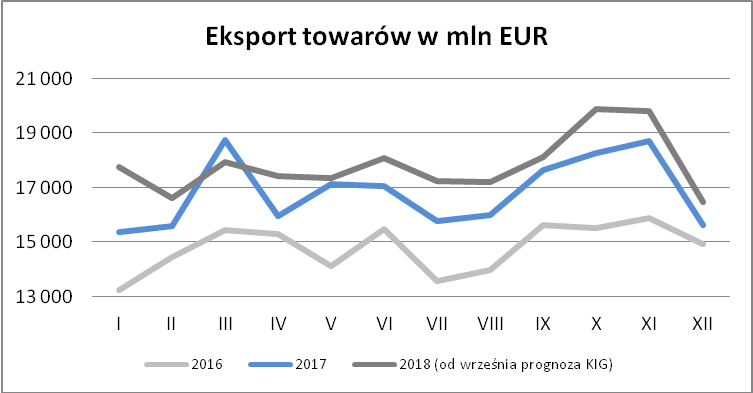 Eksport towarów w mln EUR
21 000
19 000
17 000
15 000
13 000
I II III IV V VI VII VIII IX X XI XII
2016 2017 2018 (od września prognoza KIG)